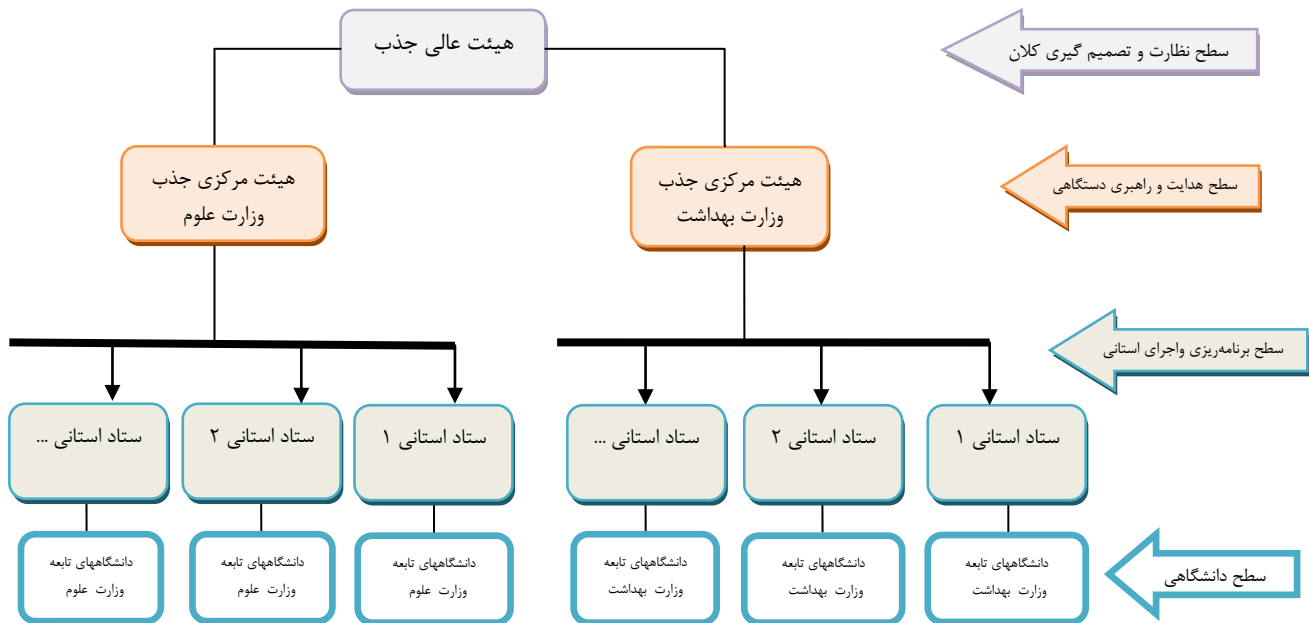 هیئت عالی جذب
سطح نظارت و تصمیم گیری کلان
هیئت مرکزی جذب
وزارت بهداشت
هیئت مرکزی جذب
وزارت علوم
سطح هدایت و راهبری دستگاهی
سطح برنامه‌ریزی واجرای استانی
ستاد استانی ۱
ستاد استانی ۲
ستاد استانی ...
ستاد استانی ۱
ستاد استانی ۲
ستاد استانی ...
سطح دانشگاهی
دانشگاههای تابعه
وزارت بهداشت
دانشگاههای تابعه
وزارت بهداشت
دانشگاههای تابعه
وزارت بهداشت
دانشگاههای تابعه
وزارت علوم
دانشگاههای تابعه
وزارت علوم
دانشگاههای تابعه
وزارت علوم